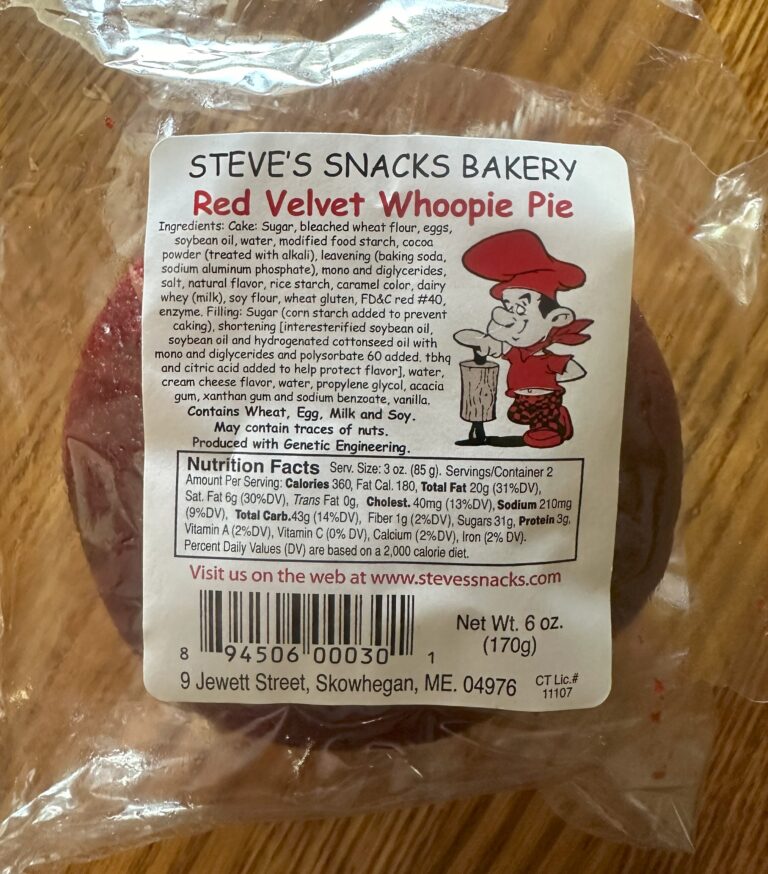 STEVE'S SNACKS BAKERY
Red Velvet Whoopie Pie
Ingredients: Cake: Sugar, bleached wheat flour, eggs,
soybean oil, water, modified food starch, cocoa
powder (treated with alkali), leavening (baking soda,
sodium aluminum phosphate), mono and diglycerides,
salt, natural flavor, rice starch, caramel color, dairy
whey (milk), soy flour, wheat gluten, FD&C red #40,
enzyme. Filling: Sugar (corn starch added to prevent
caking), shortening [interesterified soybean oil,
soybean oil and hydrogenated cottonseed oil with
mono and diglycerides and polysorbate 60 added. tbhq
and citric acid added to help protect flavor], water,
cream cheese flavor, water, propylene glycol, acacia
gum, xanthan gum and sodium benzoate, vanilla.
Contains Wheat, Egg, Milk and Soy.
May contain traces of nuts.
Produced with Genetic Engineering.
Nutrition Facts Serv. Size: 3 oz. (85 g). Servings/Container 2
Amount Per Serving: Calories 360, Fat Cal. 180, Total Fat 20g (31%DV),
Sat. Fat 6g (30%DV), Trans Fat 0g, Cholest. 40mg (13%DV), Sodium 210mg
(9%DV), Total Carb.43g (14%DV), Fiber 1g (2%DV), Sugars 31g, Protein 3g,
Vitamin A (2%DV), Vitamin C (0% DV), Calcium (2%DV), Iron (2% DV).
Percent Daily Values (DV) are based on a 2,000 calorie diet.
Visit us on the web at www.stevessnacks.com
Net Wt. 6 oz.
(170g)
8 94506 00030 1
9 Jewett Street, Skowhegan, ME. 04976
CT Lic.#
11107